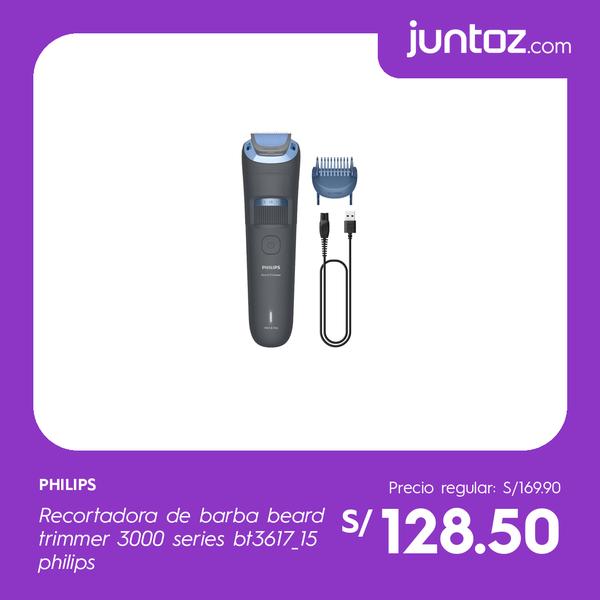 juntoz.com
PHILIPS
PHILIPS
Precio regular: S/169.90
Recortadora de barba beard
trimmer 3000 series bt3617_15
philips
S/128.50